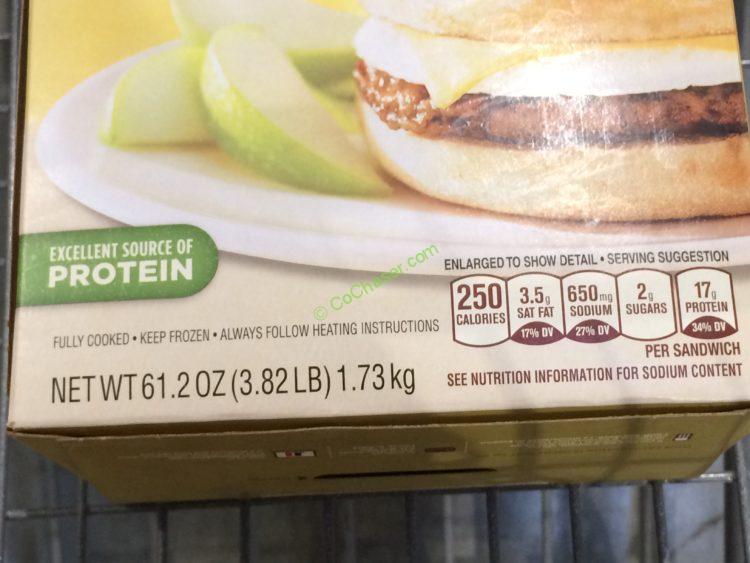 EXCELLENT SOURCE OF
PROTEIN
© CoChaser.com
ENLARGED TO SHOW DETAIL • SERVING SUGGESTION
250
CALORIES
3.5g
SAT FAT
17% DV
650mg
SODIUM
27% DV
2g
SUGARS
17g
PROTEIN
34% DV
PER SANDWICH
FULLY COOKED • KEEP FROZEN • ALWAYS FOLLOW HEATING INSTRUCTIONS
NET WT 61.2 OZ (3.82 LB) 1.73 kg
SEE NUTRITION INFORMATION FOR SODIUM CONTENT